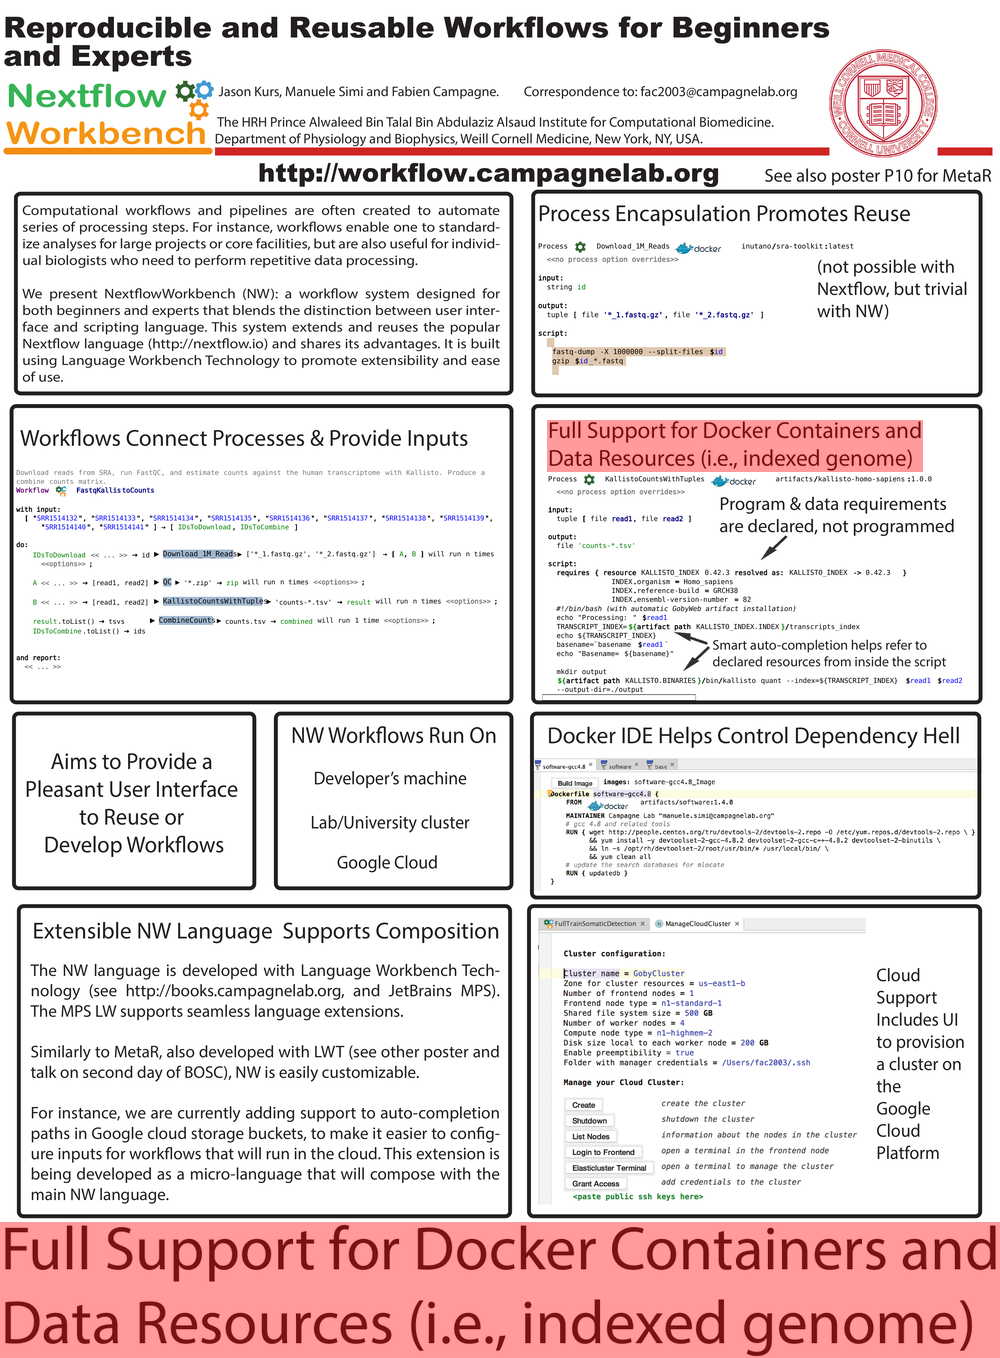 Reproducible and Reusable Workflows for Beginners
and Experts
Nextflow
Workbench
Jason Kurs, Manuele Simi and Fabien Campagne. Correspondence to: fac2003@campagnelab.org
The HRH Prince Alwaleed Bin Talal Bin Abdulaziz Alsaud Institute for Computational Biomedicine.
Department of Physiology and Biophysics, Weill Cornell Medicine, New York, NY, USA.
http://workflow.campagnelab.org
See also poster P10 for MetaR
Computational workflows and pipelines are often created to automate
series of processing steps. For instance, workflows enable one to standard-
ize analyses for large projects or core facilities, but are also useful for individ-
ual biologists who need to perform repetitive data processing.
We present NextflowWorkbench (NW): a workflow system designed for
both beginners and experts that blends the distinction between user inter-
face and scripting language. This system extends and reuses the popular
Nextflow language (http://nextflow.io) and shares its advantages. It is built
using Language Workbench Technology to promote extensibility and ease
of use.
Process Encapsulation Promotes Reuse
Process Download_1M_Reads docker inutano/sra-toolkit:latest
<<no process option overrides>>
input:
string id
output:
tuple [ file '*_1.fastq.gz', file '*_2.fastq.gz' ]
script:
fastq-dump -X 1000000 --split-files $id
gzip $id_*.fastq
(not possible with
Nextflow, but trivial
with NW)
Workflows Connect Processes & Provide Inputs
Download reads from SRA, run FastQC, and estimate counts against the human transcriptome with Kallisto. Produce a
combine counts matrix.
Workflow FastqKallistoCounts
with input:
[ "SRR1514132", "SRR1514133", "SRR1514134", "SRR1514135", "SRR1514136", "SRR1514137", "SRR1514138", "SRR1514139",
"SRR1514140", "SRR1514141" ] → [ IDsToDownload, IDsToCombine ]
do:
IDsToDownload << ... >> → id ▶ Download_1M_Reads ▶ ['*_1.fastq.gz', '*_2.fastq.gz'] → [ A, B ] will run n times
<<options>> ;
A << ... >> → [read1, read2] ▶ QC ▶ '*.zip' → zip will run n times <<options>> ;
B << ... >> → [read1, read2] ▶ KallistoCountsWithTuples ▶ 'counts-*.tsv' → result will run n times <<options>> ;
result.toList() → tsvs ▶ CombineCounts ▶ counts.tsv → combined will run 1 time <<options>> ;
IDsToCombine.toList() → ids
and report:
<< ... >>
Full Support for Docker Containers and
Data Resources (i.e., indexed genome)
Process KallistoCountsWithTuples docker artifacts/kallisto-homo-sapiens :1.0.0
<<no process option overrides>>
input:
tuple [ file read1, file read2 ]
output:
file 'counts-*.tsv'
script:
requires { resource KALLISTO_INDEX 0.42.3 resolved as: KALLISTO_INDEX -> 0.42.3 }
INDEX.organism = Homo_sapiens
INDEX.reference-build = GRCH38
INDEX.ensembl-version-number = 82
#!/bin/bash (with automatic GobyWeb artifact installation)
echo "Processing: " $read1
TRANSCRIPT_INDEX=${artifact path KALLISTO_INDEX.INDEX}/transcripts_index
echo ${TRANSCRIPT_INDEX}
basename=`basename $read1`
echo "Basename= ${basename}"
mkdir output
${artifact path KALLISTO.BINARIES}/bin/kallisto quant --index=${TRANSCRIPT_INDEX} $read1 $read2
--output-dir=./output
Program & data requirements
are declared, not programmed
Smart auto-completion helps refer to
declared resources from inside the script
Aims to Provide a
Pleasant User Interface
to Reuse or
Develop Workflows
NW Workflows Run On
Developer's machine
Lab/University cluster
Google Cloud
Docker IDE Helps Control Dependency Hell
software-gcc4.8 × software × base ×
Build Image images: software-gcc4.8_Image
Dockerfile software-gcc4.8 {
FROM docker artifacts/software:1.4.0
MAINTAINER Campagne Lab "manuele.simi@campagnelab.org"
# gcc 4.8 and related tools
RUN { wget http://people.centos.org/tru/devtools-2/devtools-2.repo -O /etc/yum.repos.d/devtools-2.repo \ }
&& yum install -y devtoolset-2-gcc-4.8.2 devtoolset-2-gcc-c++-4.8.2 devtoolset-2-binutils \
&& ln -s /opt/rh/devtoolset-2/root/usr/bin/* /usr/local/bin/ \
&& yum clean all
# update the search databases for mlocate
RUN { updatedb }
}
Extensible NW Language Supports Composition
The NW language is developed with Language Workbench Tech-
nology (see http://books.campagnelab.org, and JetBrains MPS).
The MPS LW supports seamless language extensions.
Similarly to MetaR, also developed with LWT (see other poster and
talk on second day of BOSC), NW is easily customizable.
For instance, we are currently adding support to auto-completion
paths in Google cloud storage buckets, to make it easier to config-
ure inputs for workflows that will run in the cloud. This extension is
being developed as a micro-language that will compose with the
main NW language.
FullTrainSomaticDetection × ManageCloudCluster ×
Cluster configuration:
Cluster name = GobyCluster
Zone for cluster resources = us-east1-b
Number of frontend nodes = 1
Frontend node type = n1-standard-1
Shared file system size = 500 GB
Number of worker nodes = 4
Compute node type = n1-highmem-2
Disk size local to each worker node = 200 GB
Enable preemptibility = true
Folder with manager credentials = /Users/fac2003/.ssh
Manage your Cloud Cluster:
Create create the cluster
Shutdown shutdown the cluster
List Nodes information about the nodes in the cluster
Login to Frontend open a terminal in the frontend node
Elasticluster Terminal open a terminal to manage the cluster
Grant Access add credentials to the cluster
<paste public ssh keys here>
Cloud
Support
Includes UI
to provision
a cluster on
the
Google
Cloud
Platform
Full Support for Docker Containers and
Data Resources (i.e., indexed genome)